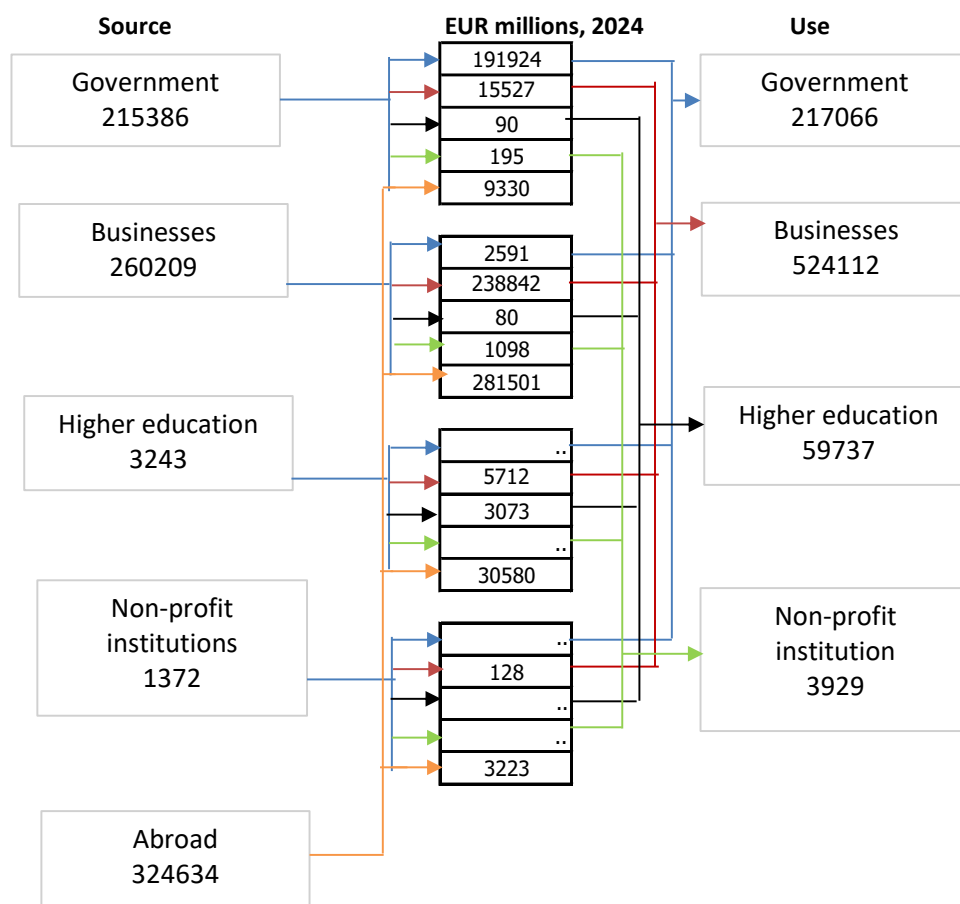 Source
EUR millions, 2024
Use
Government
215386
Businesses
260209
Higher education
3243
Non-profit
institutions
1372
Abroad
324634
191924
15527
90
195
9330
2591
238842
80
1098
281501
..
5712
3073
..
30580
..
128
..
..
3223
Government
217066
Businesses
524112
Higher education
59737
Non-profit
institution
3929